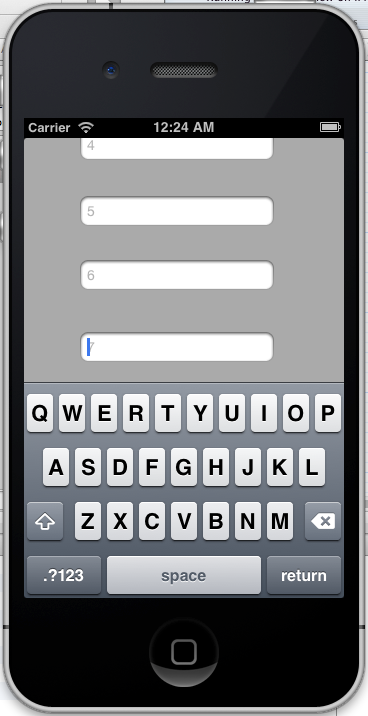 Carrier 12:24 AM
4
5
6
7
Q W E R T Y U I O P
A S D F G H J K L
Z X C V B N M
.?123 space return